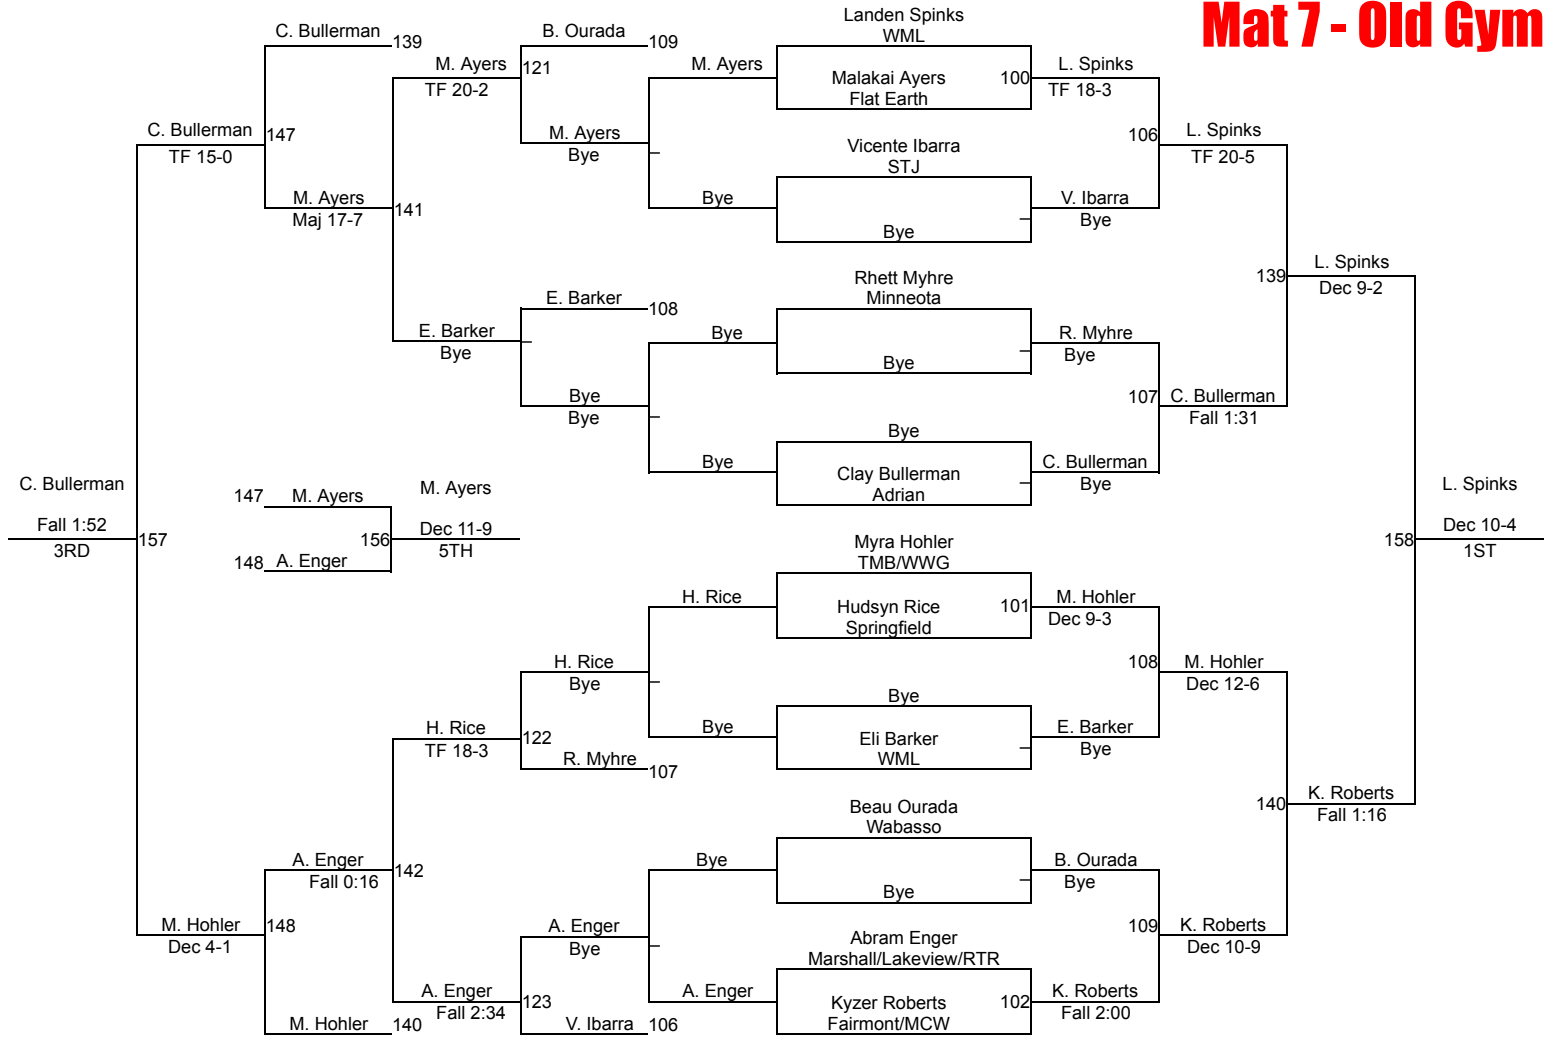 Mat 7 - Old Gym
Landen Spinks
WML
C. Bullerman
139
B. Ourada
109
M. Ayers
TF 20-2
121
M. Ayers
Malakai Ayers
Flat Earth
100
L. Spinks
TF 18-3
C. Bullerman
TF 15-0
147
M. Ayers
Bye
Vicente Ibarra
STJ
106
L. Spinks
TF 20-5
M. Ayers
Maj 17-7
141
Bye
Bye
V. Ibarra
Bye
L. Spinks
Dec 9-2
139
Rhett Myhre
Minneota
E. Barker
108
E. Barker
Bye
Bye
Bye
R. Myhre
Bye
Bye
Bye
107
C. Bullerman
Fall 1:31
Bye
Bye
Clay Bullerman
Adrian
C. Bullerman
Bye
C. Bullerman
Fall 1:52
3RD
157
147
M. Ayers
148
A. Enger
156
M. Ayers
Dec 11-9
5TH
L. Spinks
Dec 10-4
1ST
158
Myra Hohler
TMB/WWG
H. Rice
Hudsyn Rice
Springfield
101
M. Hohler
Dec 9-3
H. Rice
Bye
108
M. Hohler
Dec 12-6
Bye
H. Rice
TF 18-3
122
Bye
Eli Barker
WML
E. Barker
Bye
R. Myhre
107
Beau Ourada
Wabasso
140
K. Roberts
Fall 1:16
A. Enger
Fall 0:16
142
Bye
Bye
B. Ourada
Bye
M. Hohler
Dec 4-1
148
A. Enger
Bye
Abram Enger
Marshall/Lakeview/RTR
109
K. Roberts
Dec 10-9
A. Enger
Fall 2:34
123
A. Enger
Kyzer Roberts
Fairmont/MCW
102
K. Roberts
Fall 2:00
M. Hohler
140
V. Ibarra
106